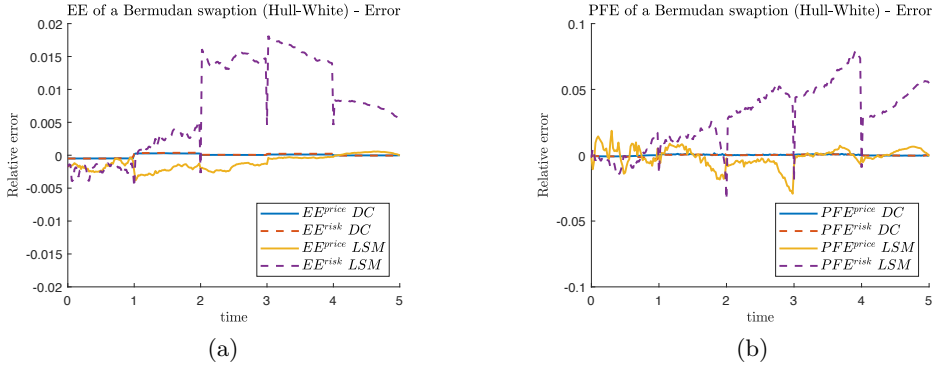 EE of a Bermudan swaption (Hull-White) - Error
0.02
0.015
0.01
0.005
0
-0.005
-0.01
-0.015
-0.02
Relative error
EE^price DC
EE^risk DC
EE^price LSM
EE^risk LSM
0 1 2 3 4 5
time
(a)
PFE of a Bermudan swaption (Hull-White) - Error
0.1
0.05
0
-0.05
-0.1
Relative error
PFE^price DC
PFE^risk DC
PFE^price LSM
PFE^risk LSM
0 1 2 3 4 5
time
(b)